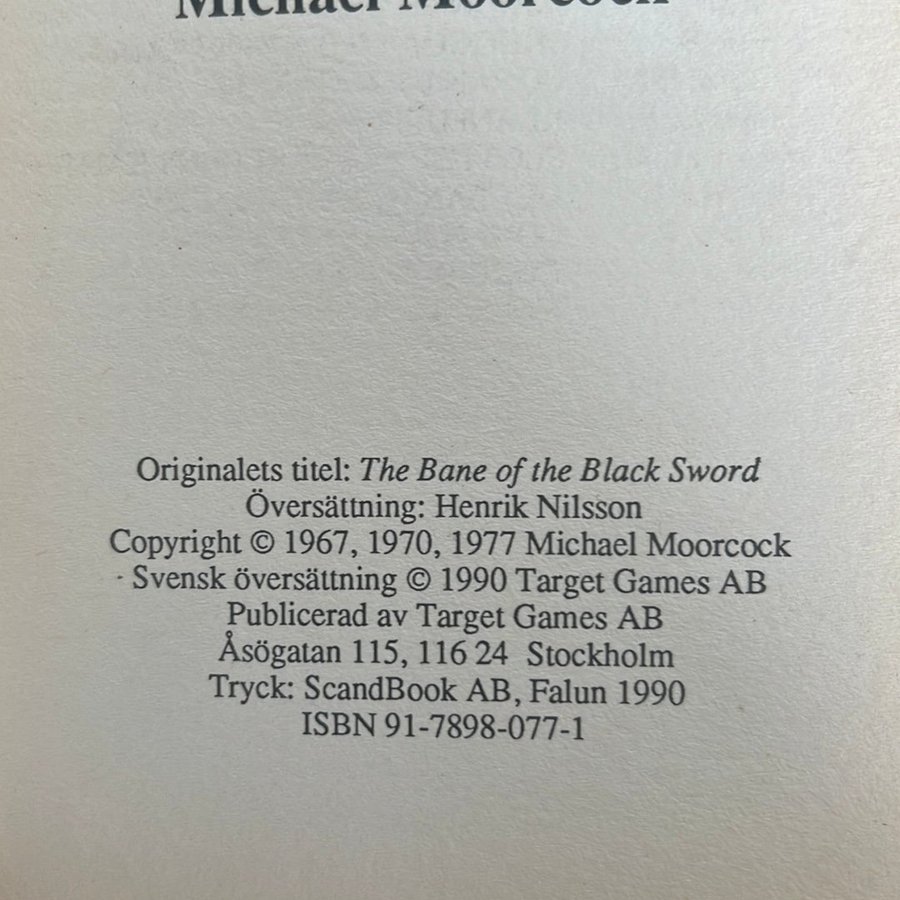 Michael Moorcock
Originalets titel: The Bane of the Black Sword
Översättning: Henrik Nilsson
Copyright © 1967, 1970, 1977 Michael Moorcock
Svensk översättning © 1990 Target Games AB
Publicerad av Target Games AB
Åsögatan 115, 116 24 Stockholm
Tryck: ScandBook AB, Falun 1990
ISBN 91-7898-077-1